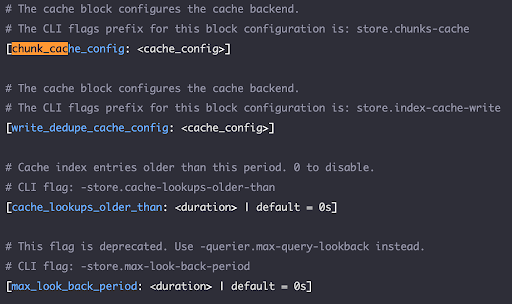 # The cache block configures the cache backend.
# The CLI flags prefix for this block configuration is: store.chunks-cache
[chunk_cache_config: <cache_config>]
# The cache block configures the cache backend.
# The CLI flags prefix for this block configuration is: store.index-cache-write
[write_dedupe_cache_config: <cache_config>]
# Cache index entries older than this period. 0 to disable.
# CLI flag: -store.cache-lookups-older-than
[cache_lookups_older_than: <duration> | default = 0s]
# This flag is deprecated. Use -querier.max-query-lookback instead.
# CLI flag: -store.max-look-back-period
[max_look_back_period: <duration> | default = 0s]